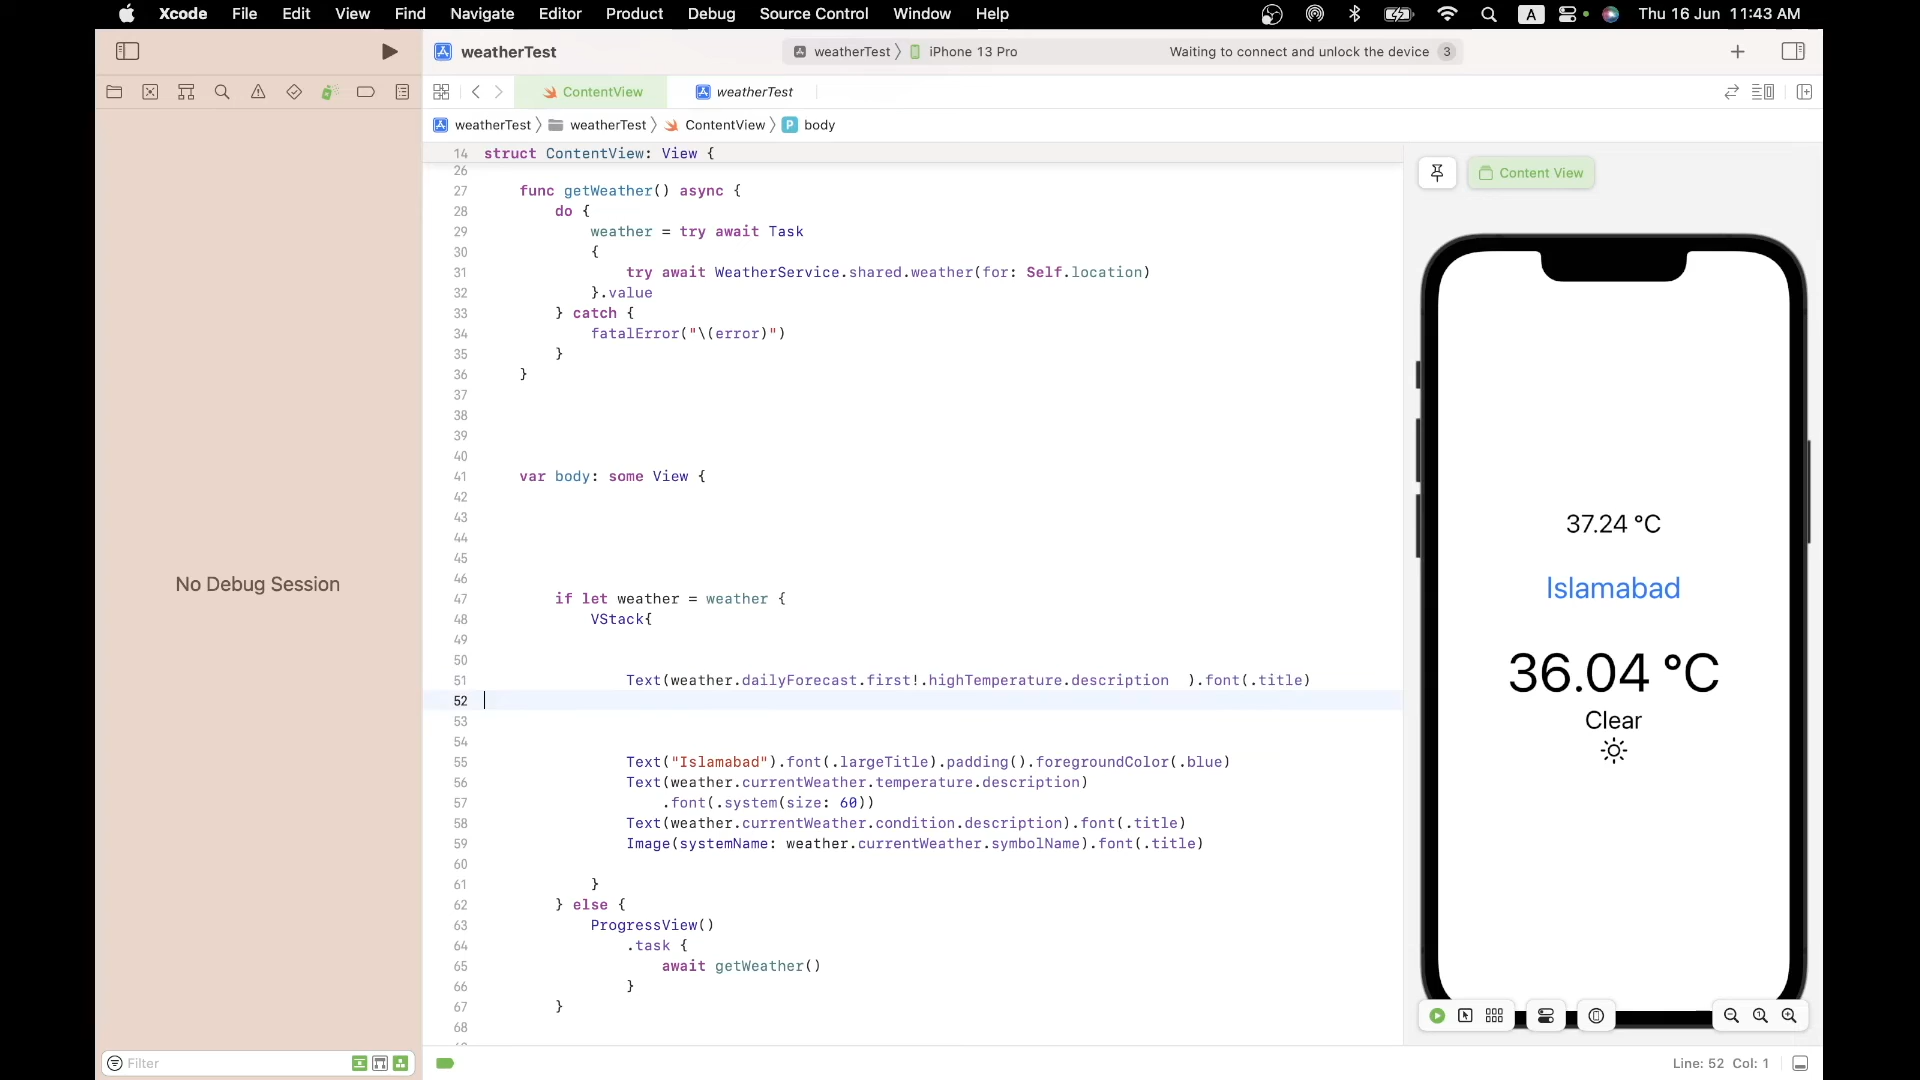 Xcode File Edit View Find Navigate Editor Product Debug Source Control Window Help A Thu 16 Jun 11:43 AM
weatherTest weatherTest iPhone 13 Pro Waiting to connect and unlock the device 3
ContentView weatherTest
weatherTest weatherTest ContentView P body
14 struct ContentView: View {
26
27 func getWeather() async {
28 do {
29 weather = try await Task
30 {
31 try await WeatherService.shared.weather(for: Self.location)
32 }.value
33 } catch {
34 fatalError("\(error)")
35 }
36 }
37
38
39
40
41 var body: some View {
42
43
44
45
46
47 if let weather = weather {
48 VStack{
49
50
51 Text(weather.dailyForecast.first!.highTemperature.description  ).font(.title)
52
53
54
55 Text("Islamabad").font(.largeTitle).padding().foregroundColor(.blue)
56 Text(weather.currentWeather.temperature.description)
57 .font(.system(size: 60))
58 Text(weather.currentWeather.condition.description).font(.title)
59 Image(systemName: weather.currentWeather.symbolName).font(.title)
60
61 }
62 } else {
63 ProgressView()
64 .task {
65 await getWeather()
66 }
67 }
68
No Debug Session
Filter
Content View
37.24 °C
Islamabad
36.04 °C
Clear
Line: 52 Col: 1